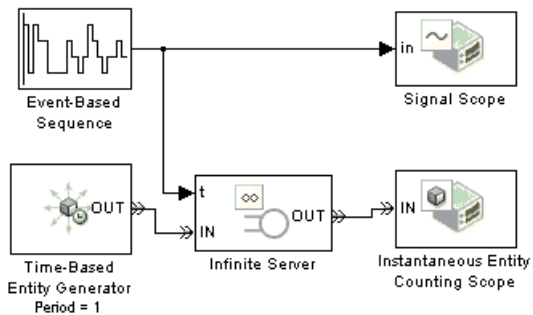 in
Event-Based
Sequence
Signal Scope
OUT
t
∞
IN
OUT
IN
Time-Based
Entity Generator
Period = 1
Infinite Server
Instantaneous Entity
Counting Scope